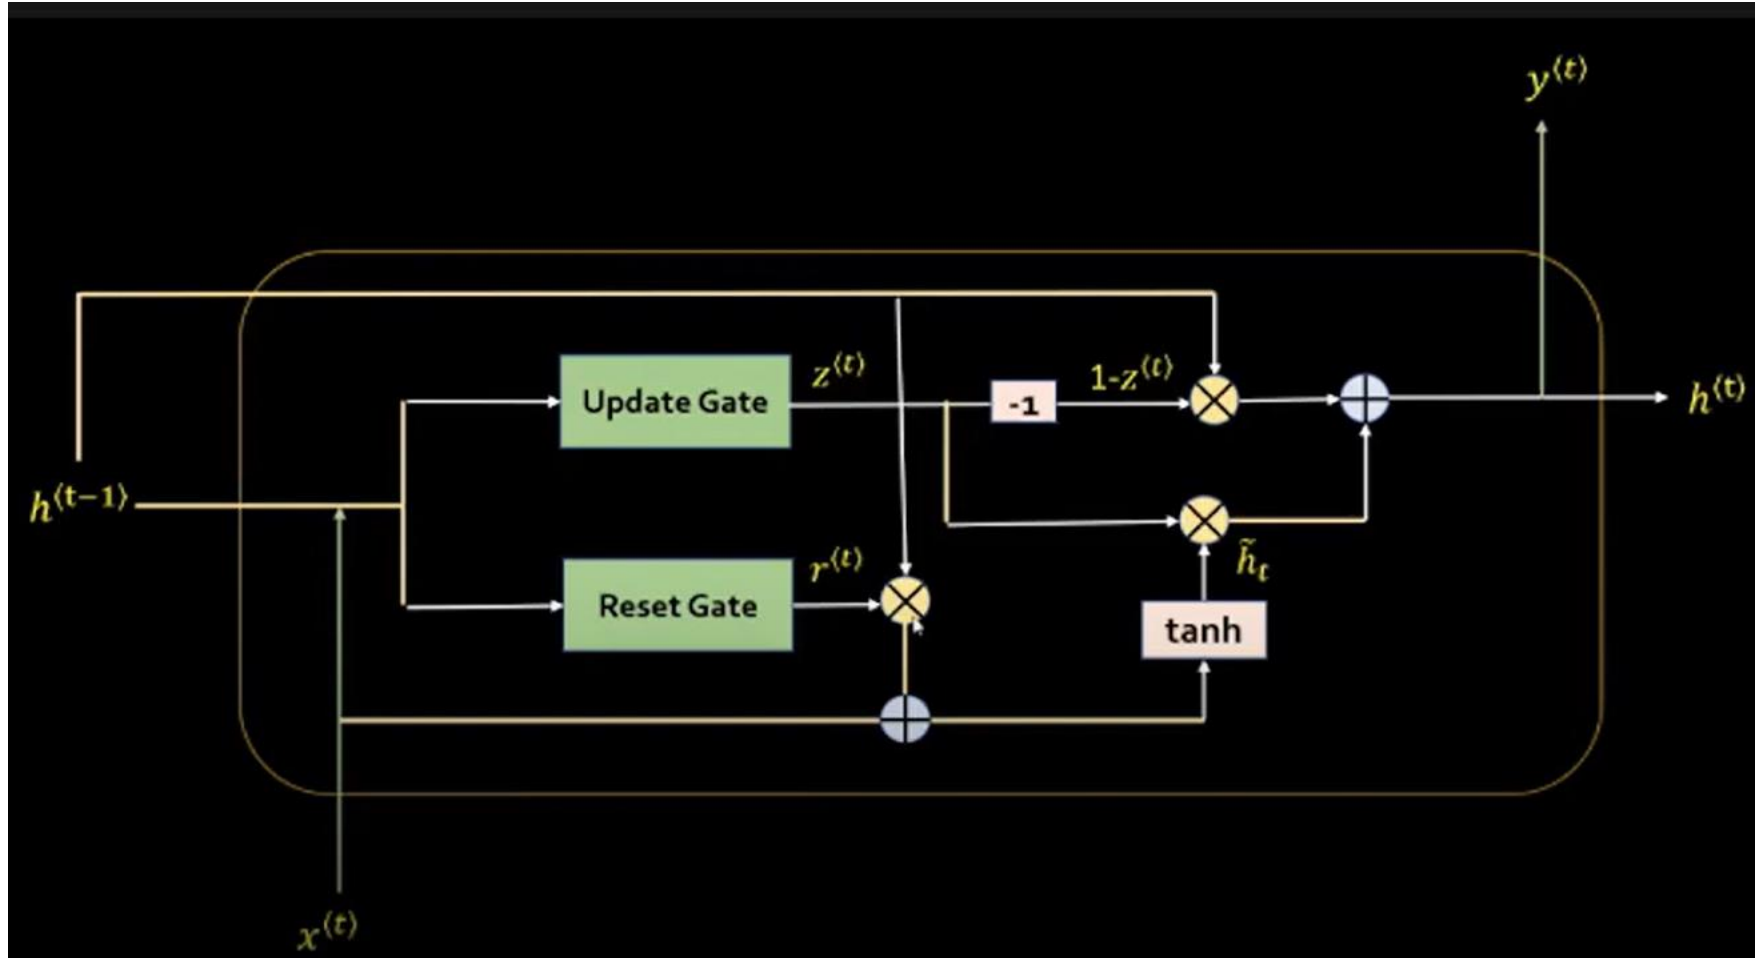 y⟨t⟩
z⟨t⟩
1-z⟨t⟩
Update Gate
-1
h⟨t⟩
h⟨t−1⟩
r⟨t⟩
h̃t
Reset Gate
tanh
x⟨t⟩